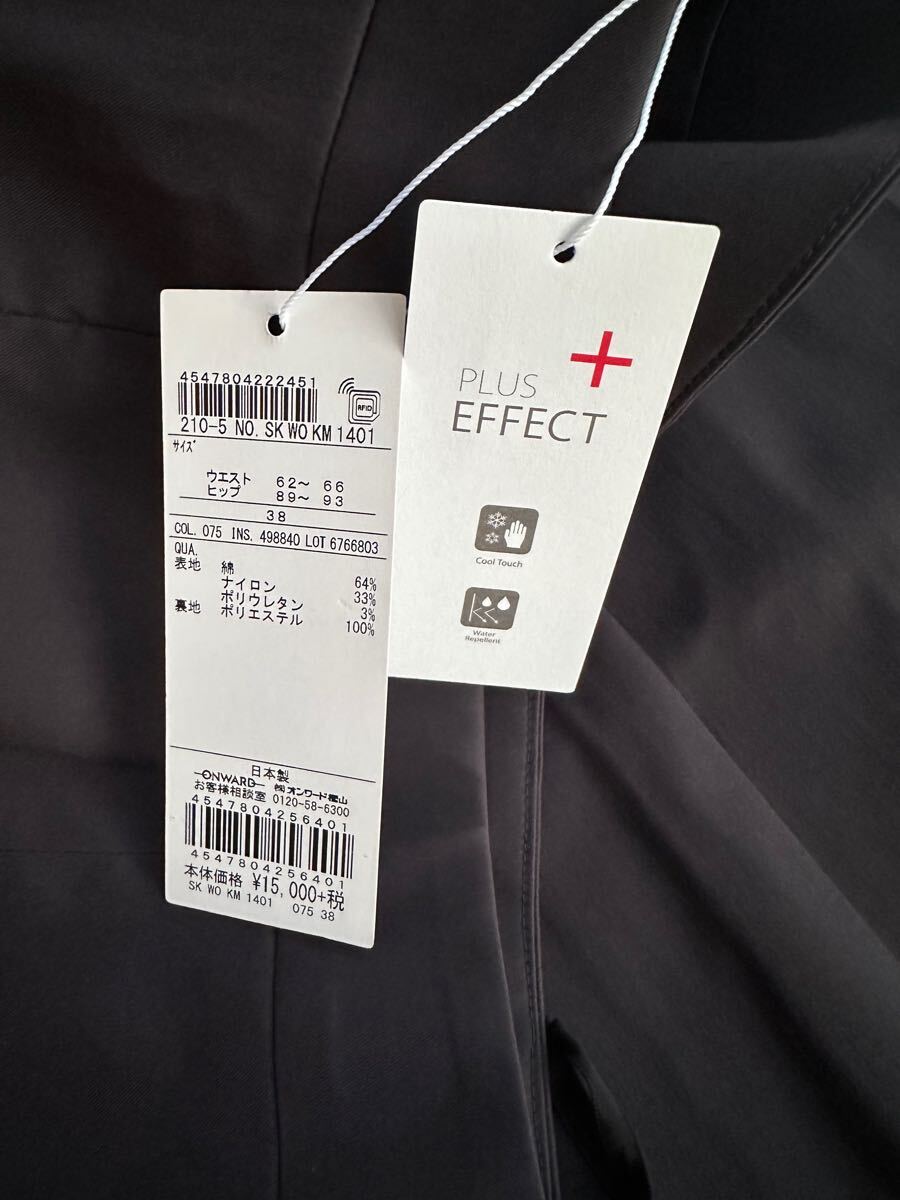 4547804222451
RFID
210-5 NO. SK WO KM 1401
サイズ
ウエスト 62〜 66
ヒップ 89〜 93
38
COL. 075 INS. 498840 LOT 6766803
QUA.
表地 綿 64%
ナイロン 33%
ポリウレタン 3%
裏地 ポリエステル 100%
日本製
ONWARD ㈱オンワード樫山
お客様相談室 0120-58-6300
4547804256401
4547804256401
本体価格 ¥15,000+税
SK WO KM 1401 075 38
PLUS
EFFECT
Cool Touch
Water
Repellent